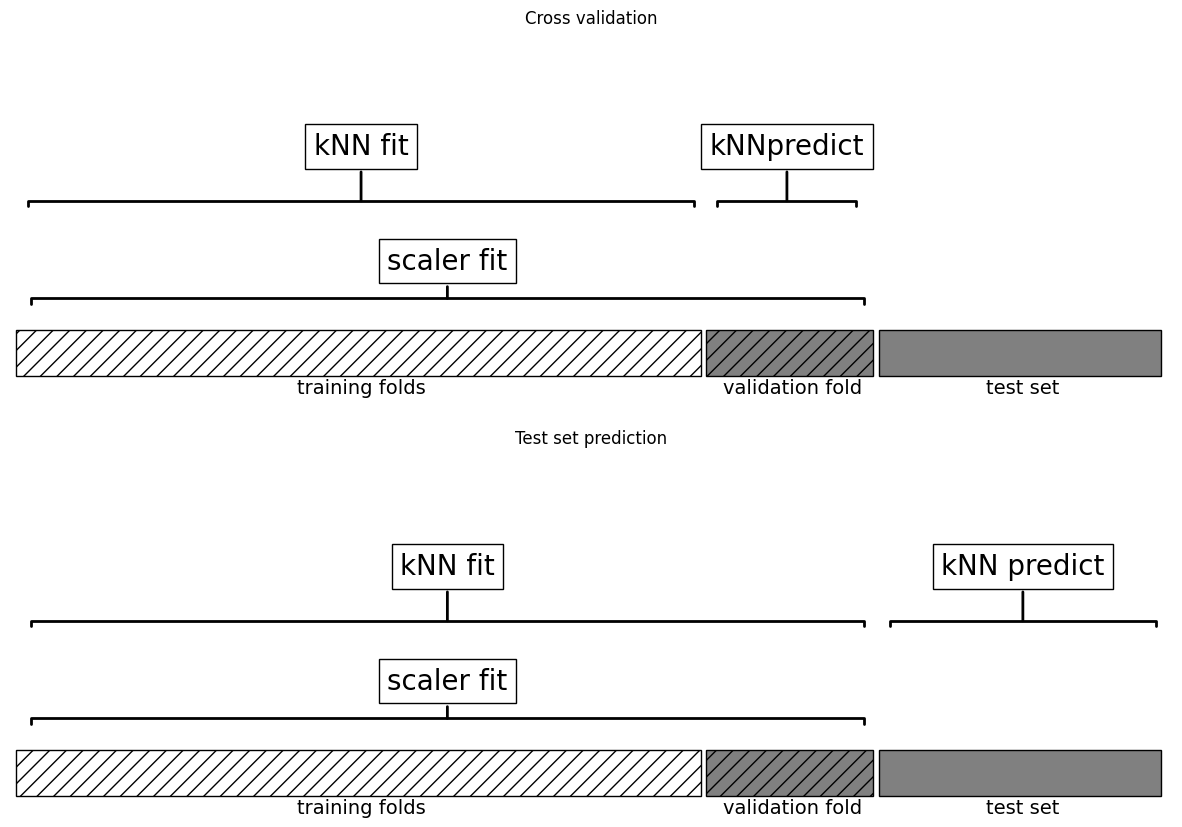 Cross validation
kNN fit
kNNpredict
scaler fit
training folds
validation fold
test set
Test set prediction
kNN fit
kNN predict
scaler fit
training folds
validation fold
test set